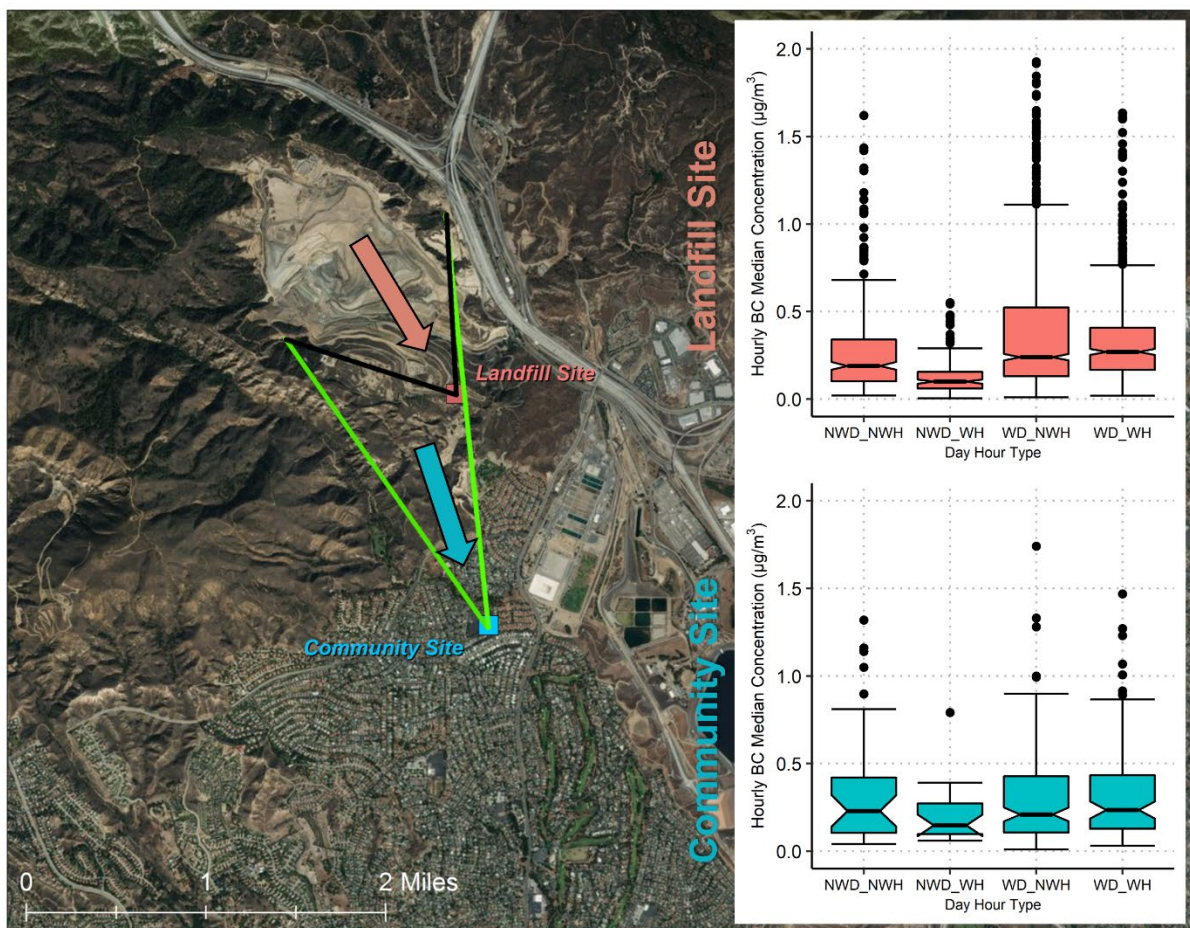 Landfill Site
Community Site
0 1 2 Miles
Landfill Site
Hourly BC Median Concentration (µg/m³)
2.0
1.5
1.0
0.5
0.0
NWD_NWH NWD_WH WD_NWH WD_WH
Day Hour Type
Community Site
Hourly BC Median Concentration (µg/m³)
2.0
1.5
1.0
0.5
0.0
NWD_NWH NWD_WH WD_NWH WD_WH
Day Hour Type